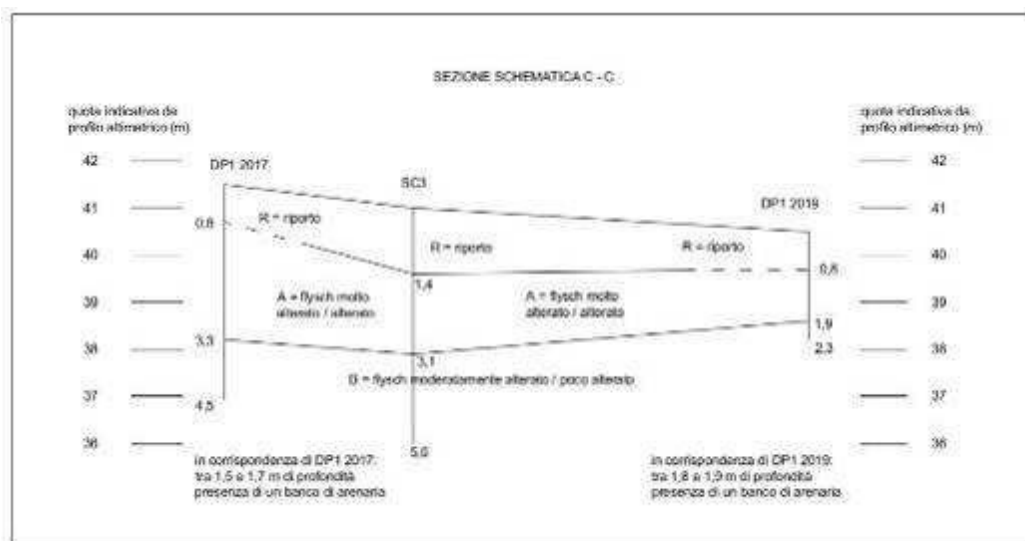 SEZIONE SCHEMATICA C - C
quota indicativa da
profilo altimetrico (m)
quota indicativa da
profilo altimetrico (m)
42
DP1 2017
SC3
42
41
DP1 2019
41
0,8
R = riporto
R = riporto
R = riporto
40
40
0,8
1,4
39
A = flysch molto
alterato / alterato
A = flysch molto
alterato / alterato
39
1,9
3,3
38
3,1
2,3
38
B = flysch moderatamente alterato / poco alterato
37
4,5
37
36
5,0
36
in corrispondenza di DP1 2017:
tra 1,5 e 1,7 m di profondità
presenza di un banco di arenaria
in corrispondenza di DP1 2019:
tra 1,8 e 1,9 m di profondità
presenza di un banco di arenaria